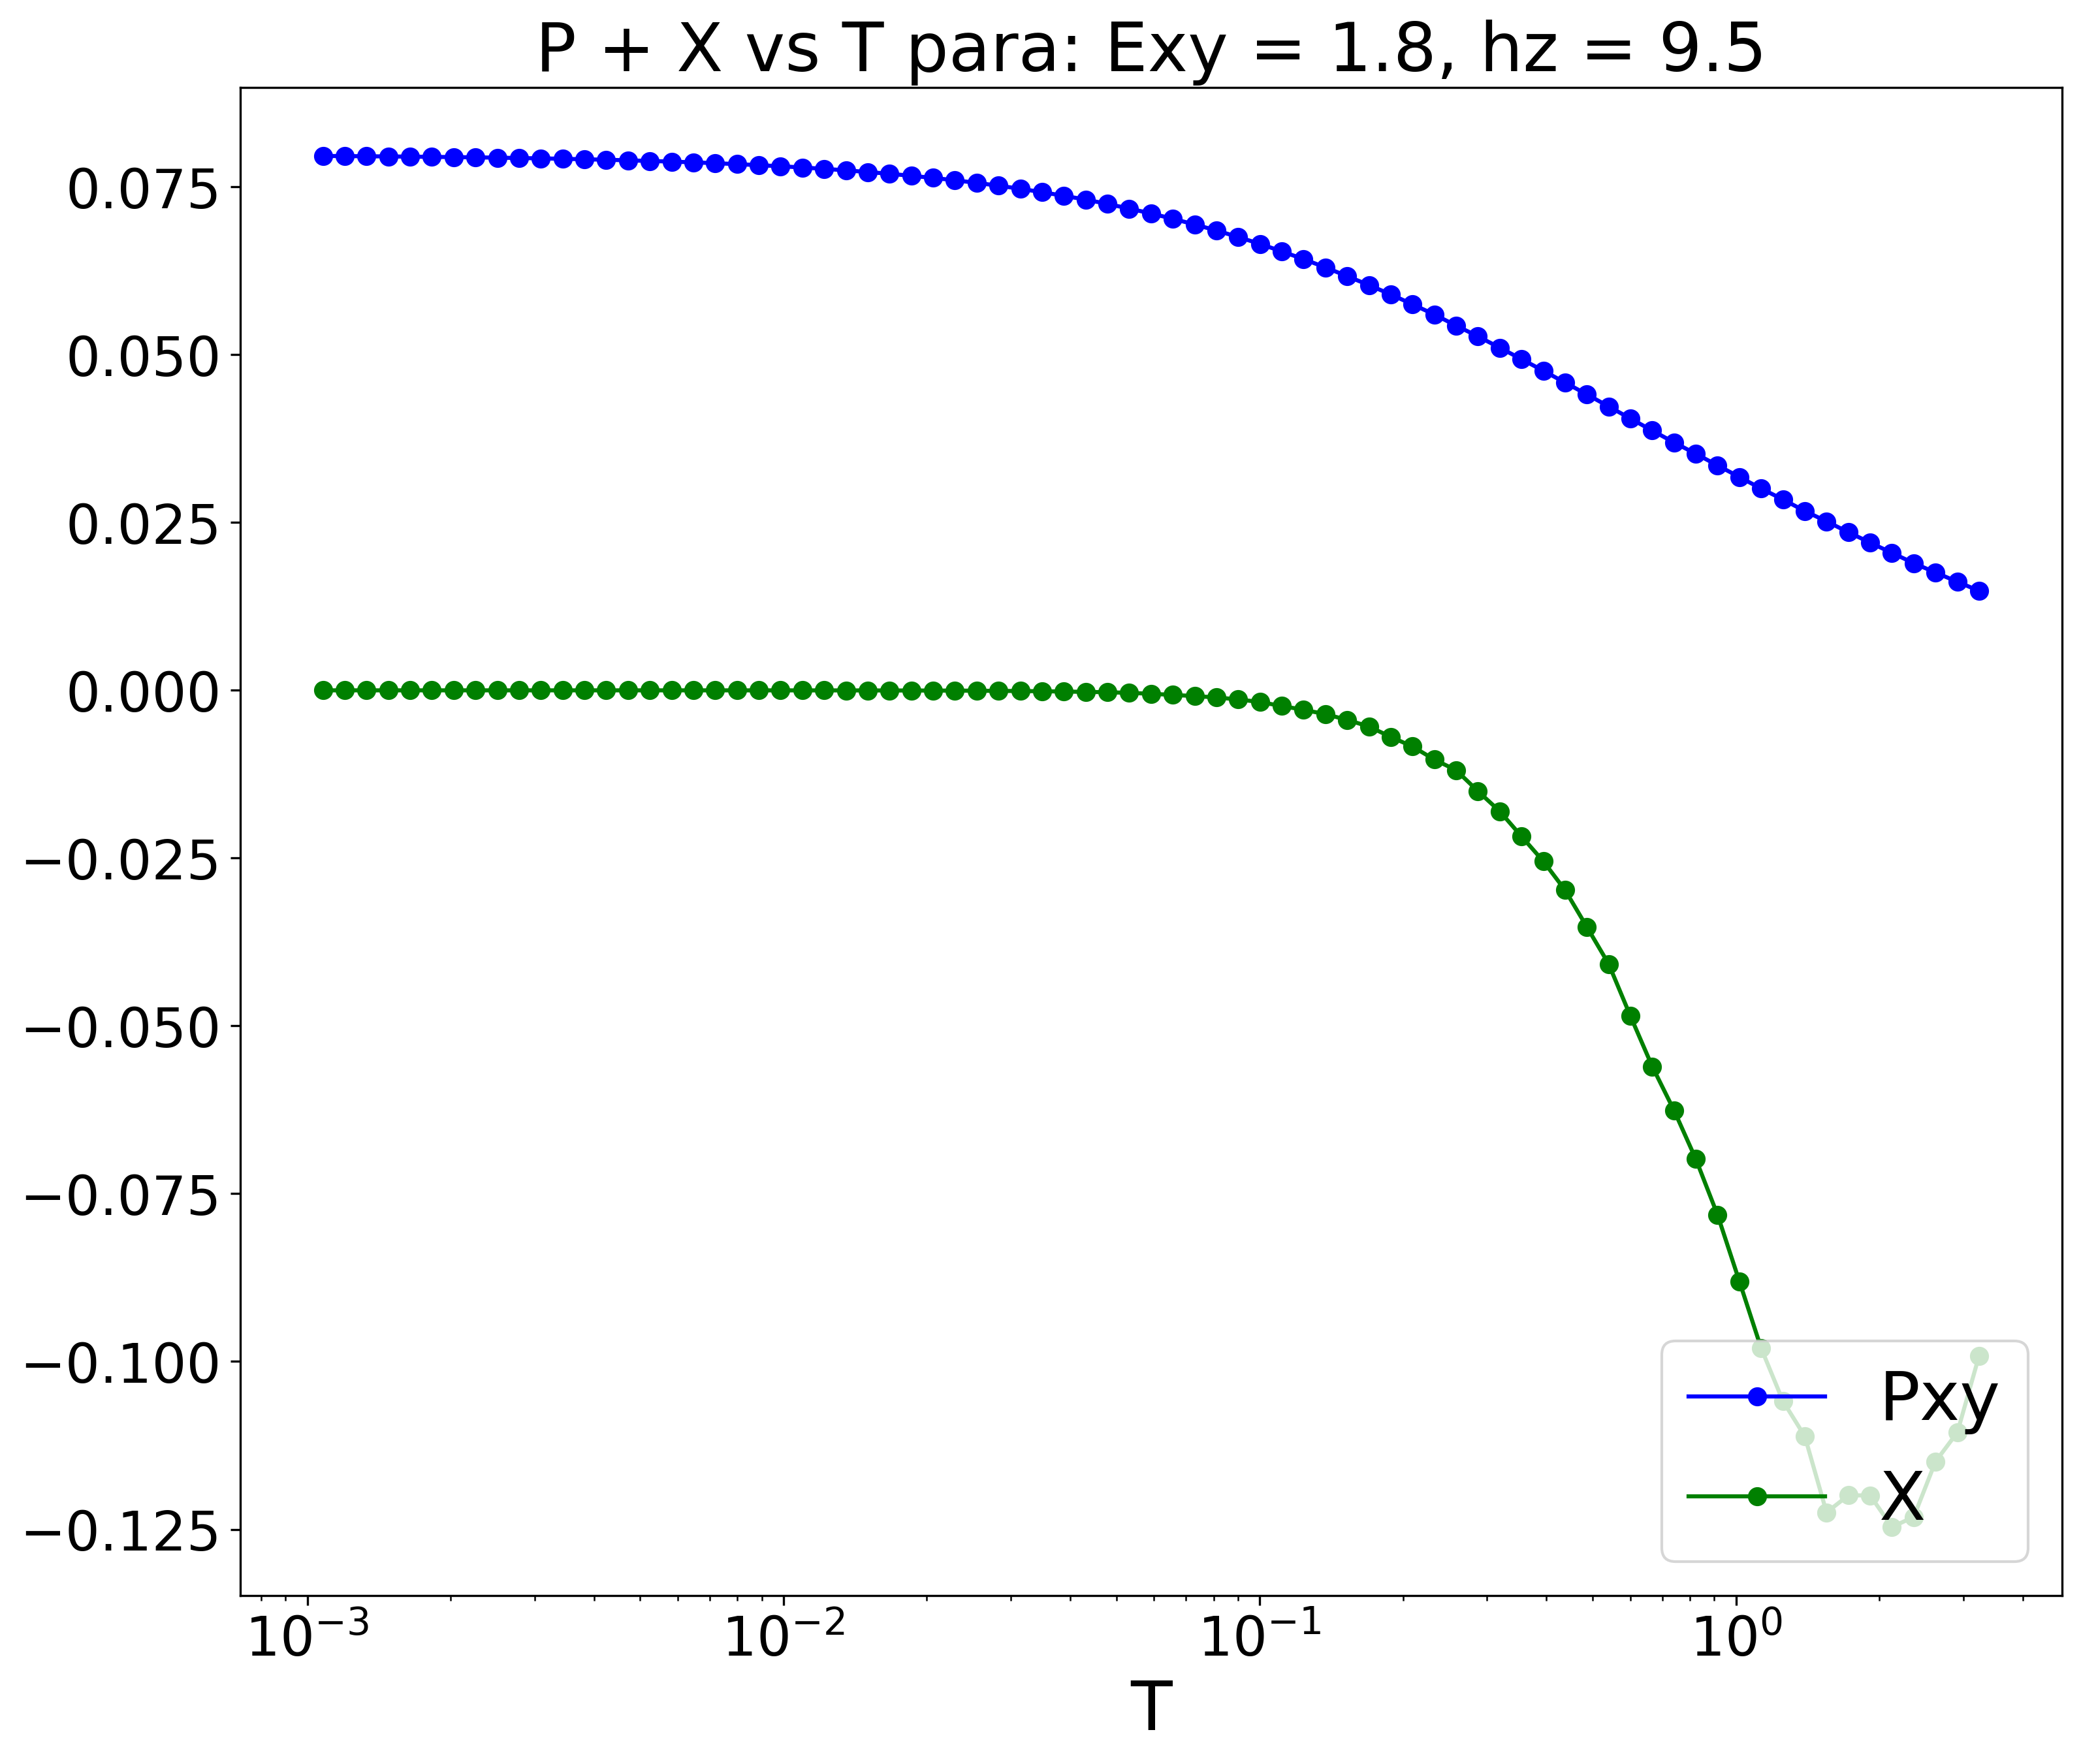 P + X vs T para: Exy = 1.8, hz = 9.5
0.075
0.050
0.025
0.000
−0.025
−0.050
−0.075
−0.100
−0.125
Pxy
X
10⁻³ 10⁻² 10⁻¹ 10⁰
T